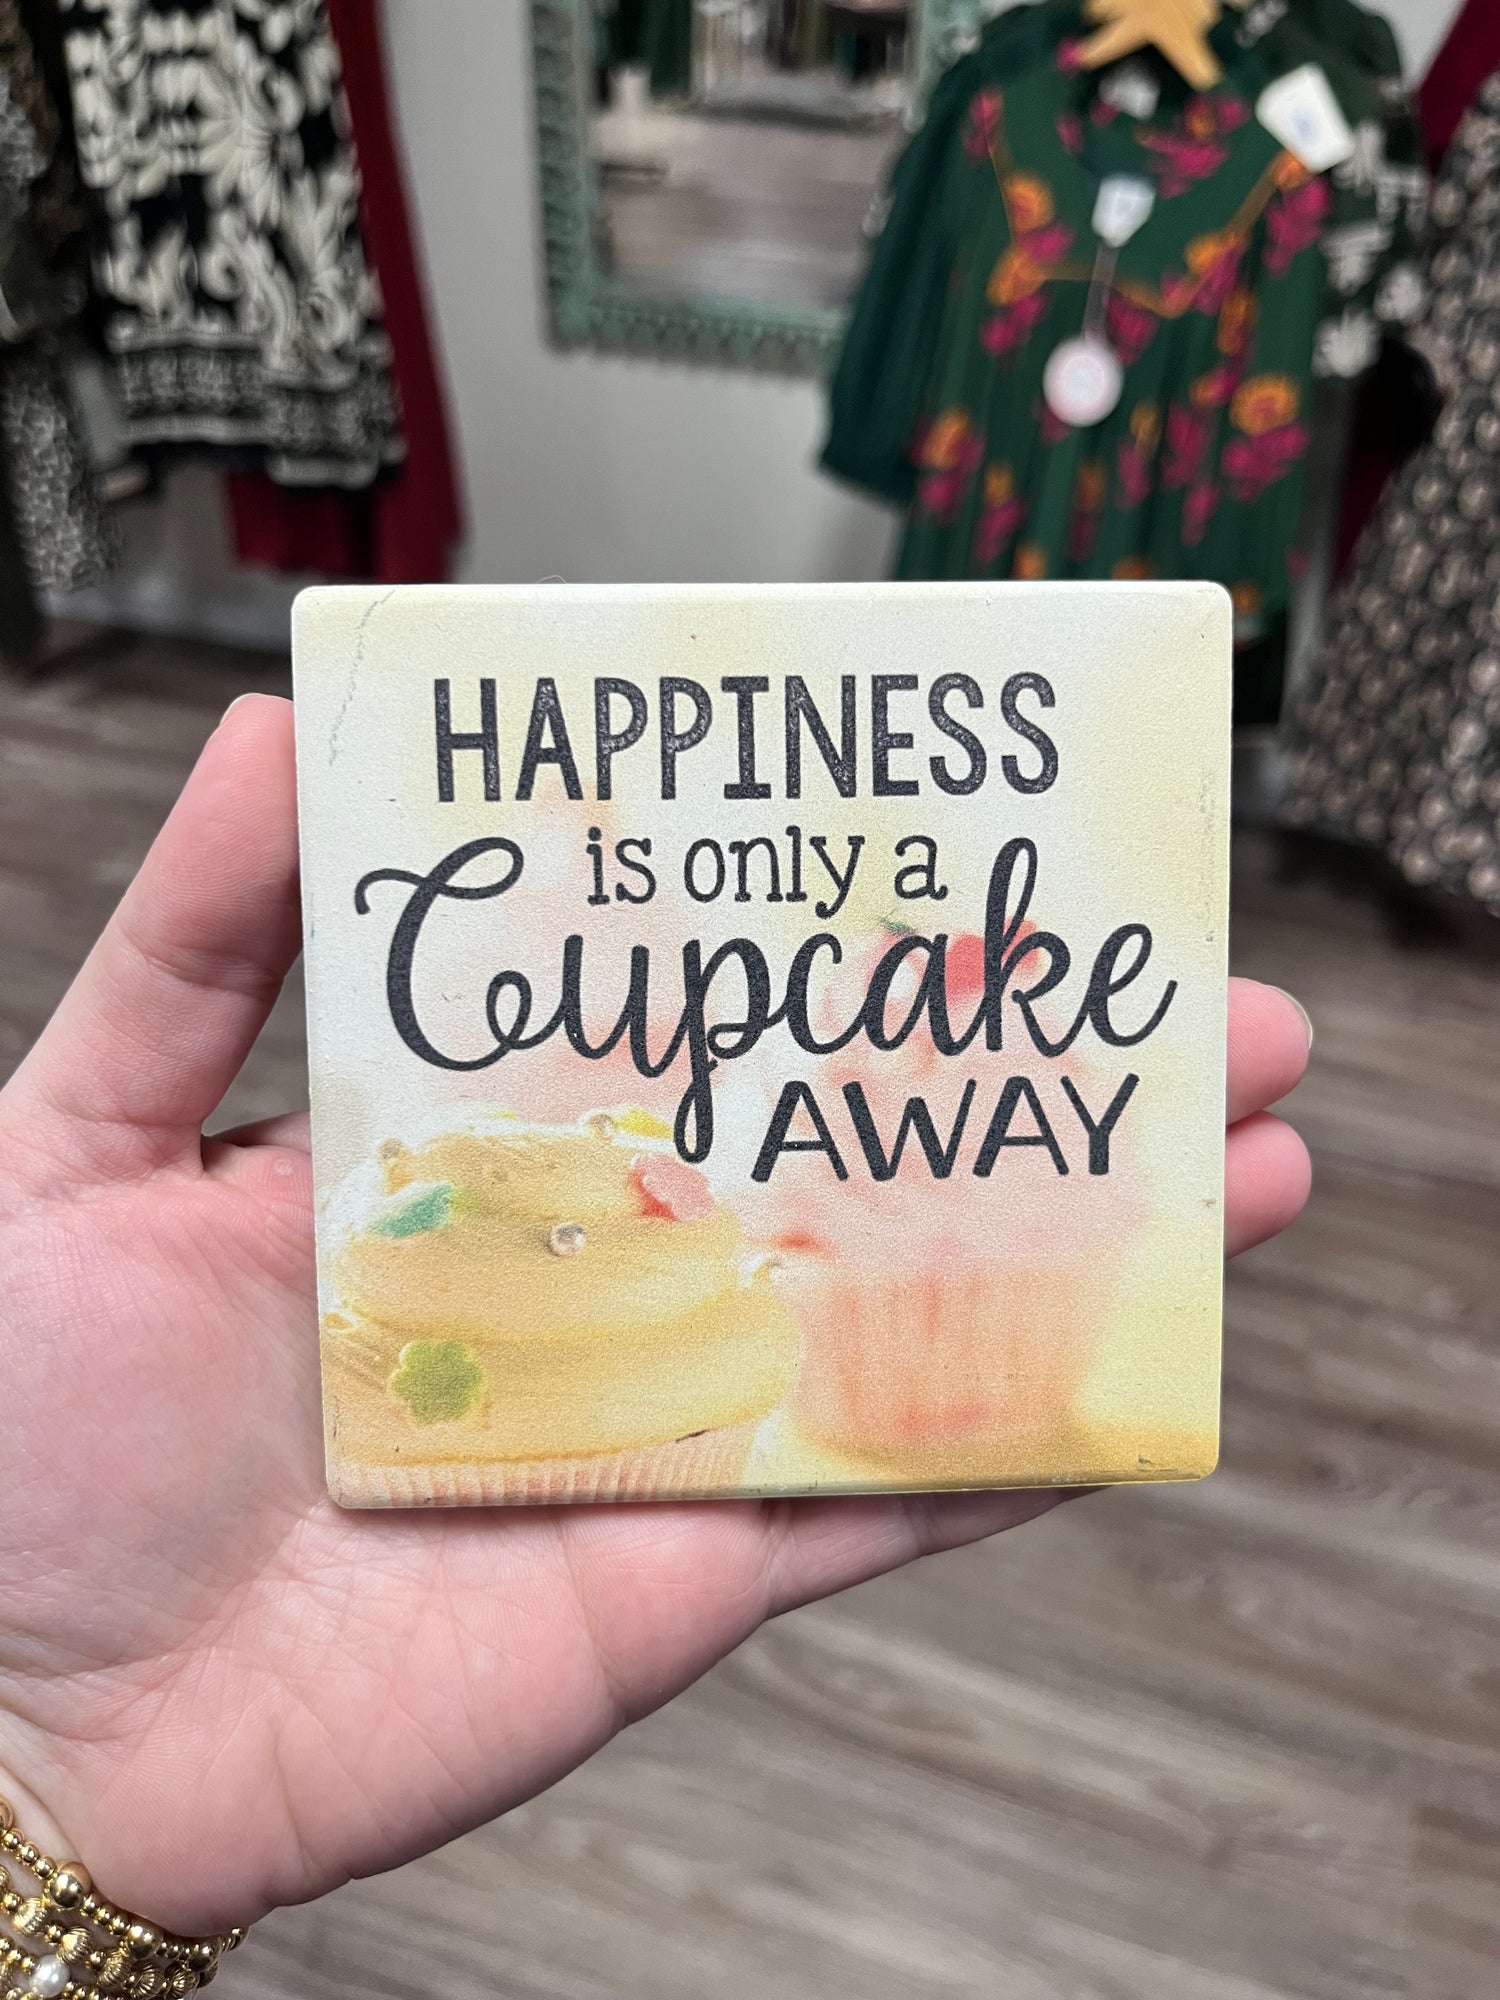 HAPPINESS
is only a
Cupcake
AWAY